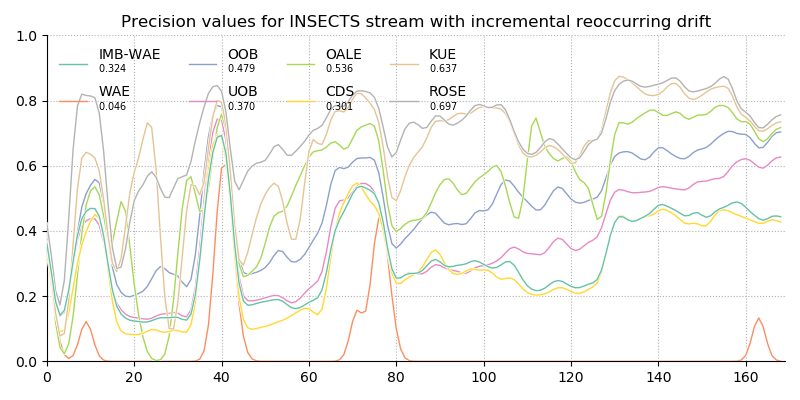 Precision values for INSECTS stream with incremental reoccurring drift
1.0
0.8
0.6
0.4
0.2
0.0
IMB-WAE OOB OALE KUE
0.324 0.479 0.536 0.637
WAE UOB CDS ROSE
0.046 0.370 0.301 0.697
0 20 40 60 80 100 120 140 160